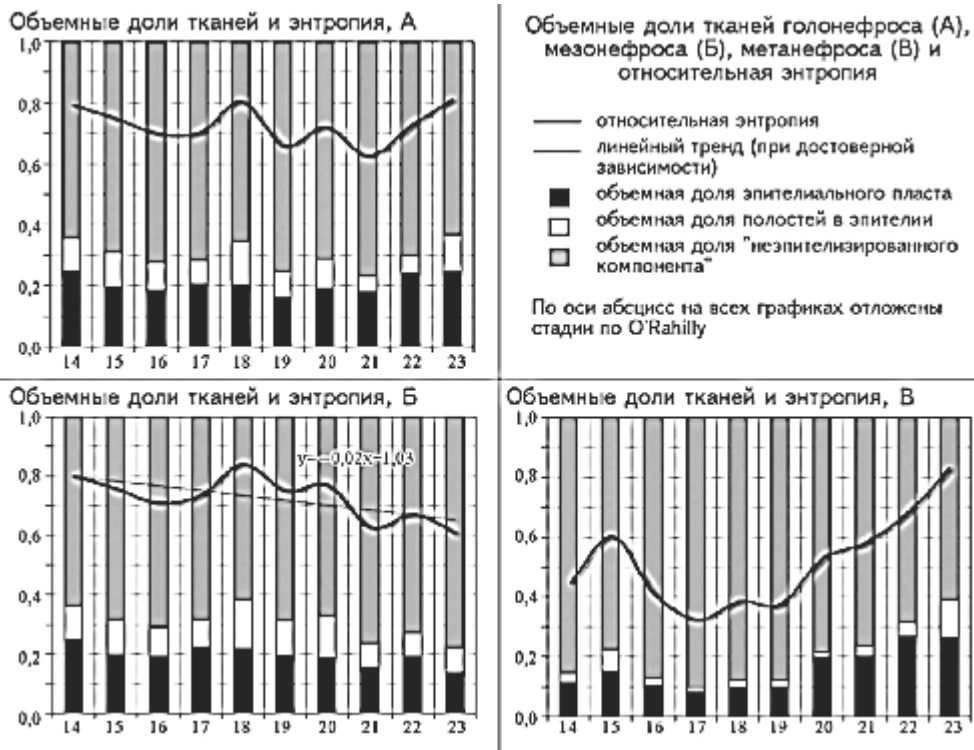 Объемные доли тканей и энтропия, А
1,0
0,8
0,6
0,4
0,2
0,0
14 15 16 17 18 19 20 21 22 23
Объемные доли тканей голонефроса (А),
мезонефроса (Б), метанефроса (В) и
относительная энтропия
относительная энтропия
линейный тренд (при достоверной
зависимости)
объемная доля эпителиального пласта
объемная доля полостей в эпителии
объемная доля "неэпителизированного
компонента"
По оси абсцисс на всех графиках отложены
стадии по O'Rahilly
Объемные доли тканей и энтропия, Б
1,0
0,8
0,6
0,4
0,2
0,0
y=-0,02x-1,03
14 15 16 17 18 19 20 21 22 23
Объемные доли тканей и энтропия, В
1,0
0,8
0,6
0,4
0,2
0,0
14 15 16 17 18 19 20 21 22 23